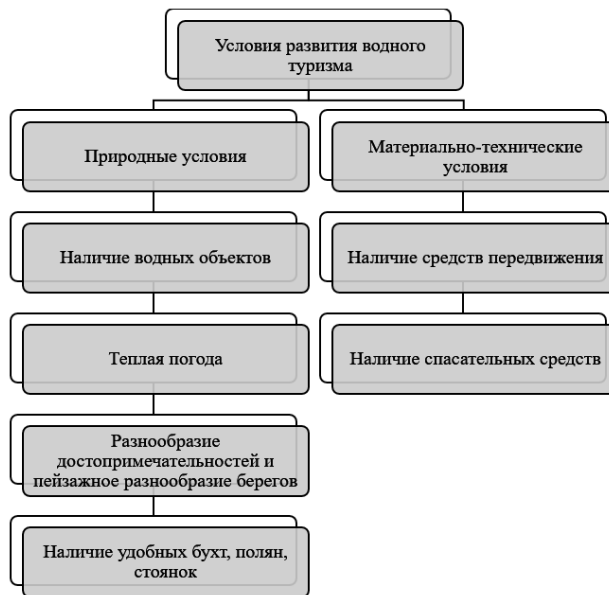 Условия развития водного
туризма
Природные условия
Материально-технические
условия
Наличие водных объектов
Наличие средств передвижения
Теплая погода
Наличие спасательных средств
Разнообразие
достопримечательностей и
пейзажное разнообразие берегов
Наличие удобных бухт, полян,
стоянок